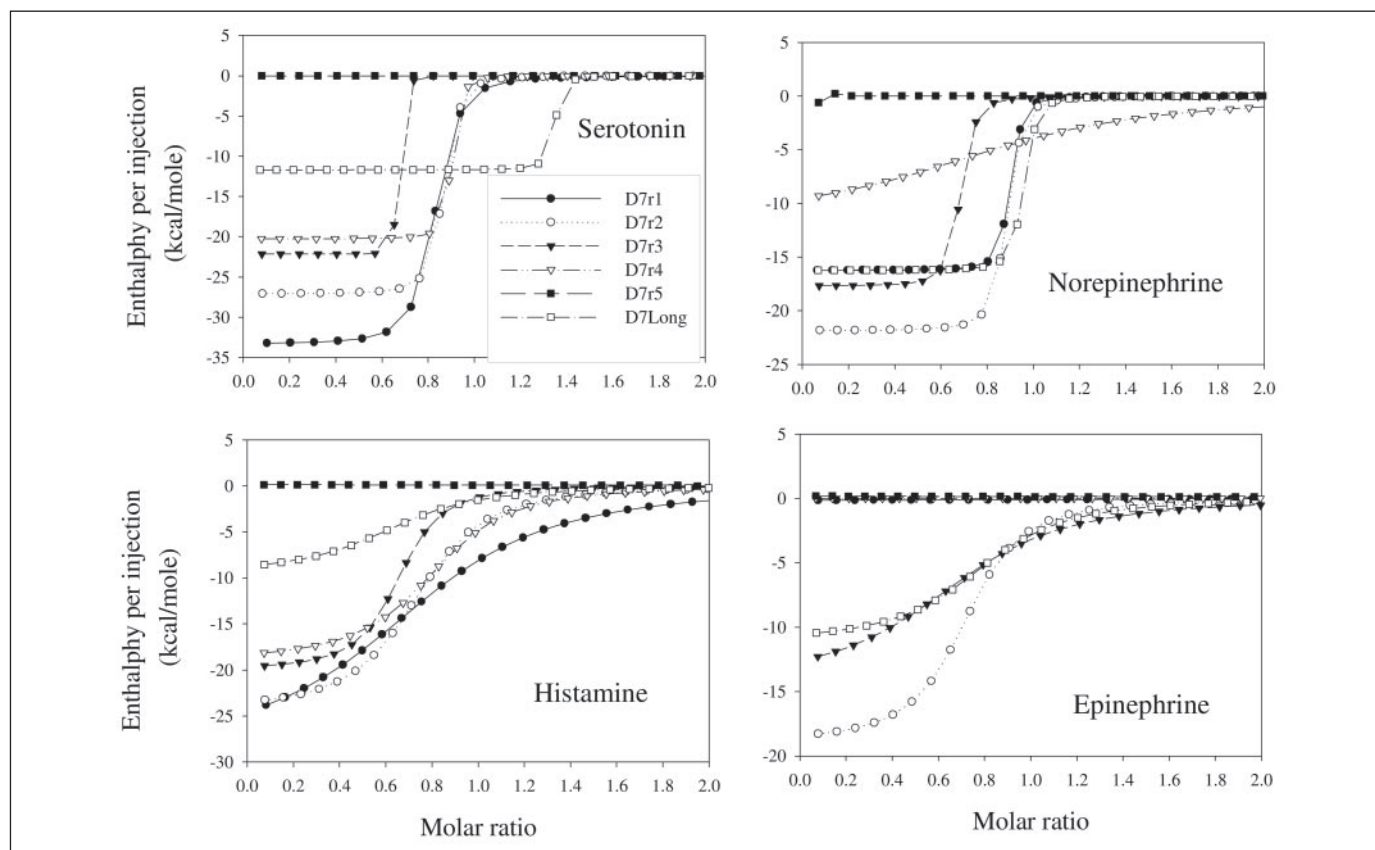 5
0
-5
-10
-15
-20
-25
-30
-35
0.0 0.2 0.4 0.6 0.8 1.0 1.2 1.4 1.6 1.8 2.0
Enthalphy per injection
(kcal/mole)
Serotonin
D7r1
D7r2
D7r3
D7r4
D7r5
D7Long
5
0
-5
-10
-15
-20
-25
0.0 0.2 0.4 0.6 0.8 1.0 1.2 1.4 1.6 1.8 2.0
Norepinephrine
5
0
-5
-10
-15
-20
-25
-30
0.0 0.2 0.4 0.6 0.8 1.0 1.2 1.4 1.6 1.8 2.0
Enthalphy per injection
(kcal/mole)
Histamine
Molar ratio
5
0
-5
-10
-15
-20
0.0 0.2 0.4 0.6 0.8 1.0 1.2 1.4 1.6 1.8 2.0
Epinephrine
Molar ratio